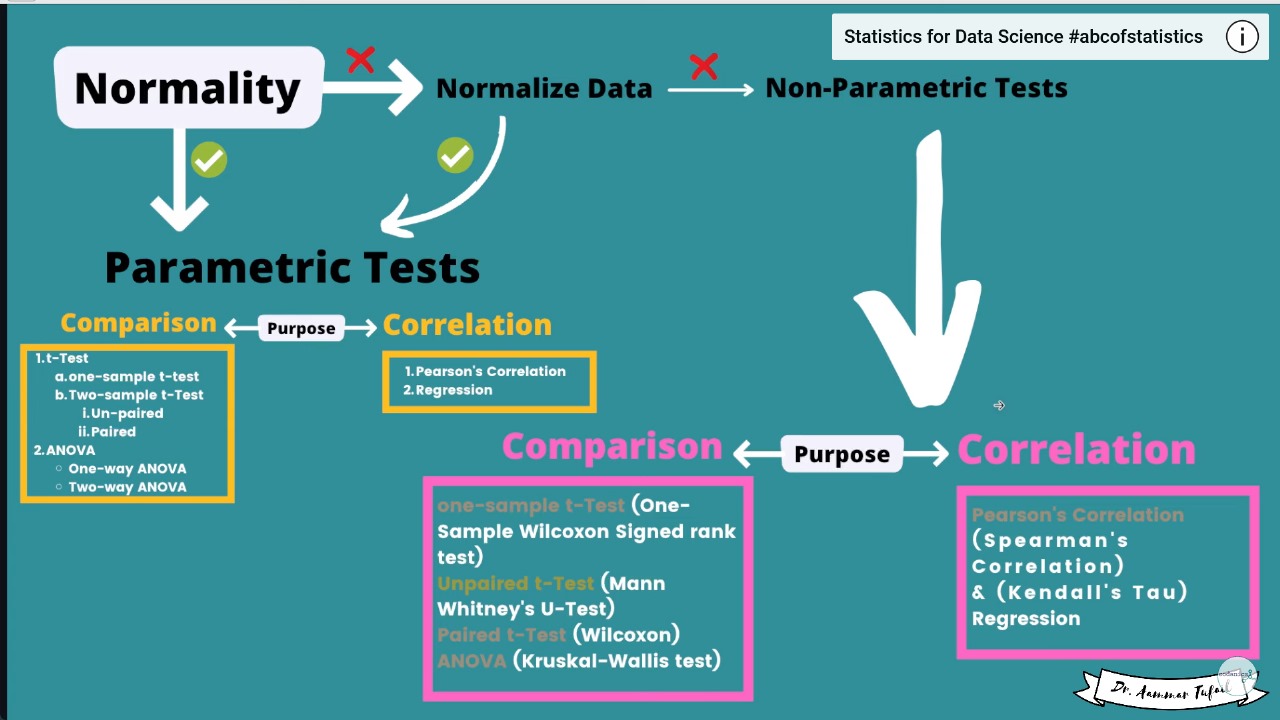 Statistics for Data Science #abcofstatistics
Normality
Normalize Data
Non-Parametric Tests
Parametric Tests
Comparison
Purpose
Correlation
1. t-Test
a. one-sample t-test
b. Two-sample t-Test
i. Un-paired
ii. Paired
2. ANOVA
One-way ANOVA
Two-way ANOVA
1. Pearson's Correlation
2. Regression
Comparison
Purpose
Correlation
one-sample t-Test (One-
Sample Wilcoxon Signed rank
test)
Unpaired t-Test (Mann
Whitney's U-Test)
Paired t-Test (Wilcoxon)
ANOVA (Kruskal-Wallis test)
Pearson's Correlation
(Spearman's
Correlation)
& (Kendall's Tau)
Regression
Dr. Aammar